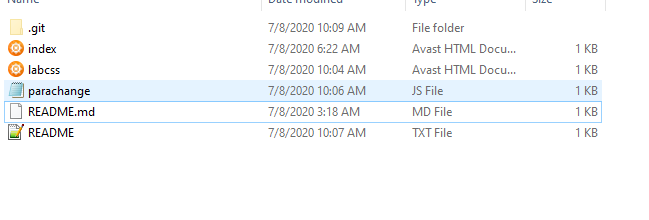 Name Date modified Type Size
.git 7/8/2020 10:09 AM File folder
index 7/8/2020 6:22 AM Avast HTML Docu... 1 KB
labcss 7/8/2020 10:04 AM Avast HTML Docu... 1 KB
parachange 7/8/2020 10:06 AM JS File 1 KB
README.md 7/8/2020 3:18 AM MD File 1 KB
README 7/8/2020 10:07 AM TXT File 1 KB